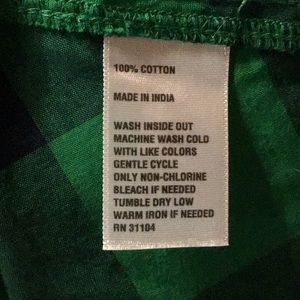 100% COTTON
MADE IN INDIA
WASH INSIDE OUT
MACHINE WASH COLD
WITH LIKE COLORS
GENTLE CYCLE
ONLY NON-CHLORINE
BLEACH IF NEEDED
TUMBLE DRY LOW
WARM IRON IF NEEDED
RN 31104